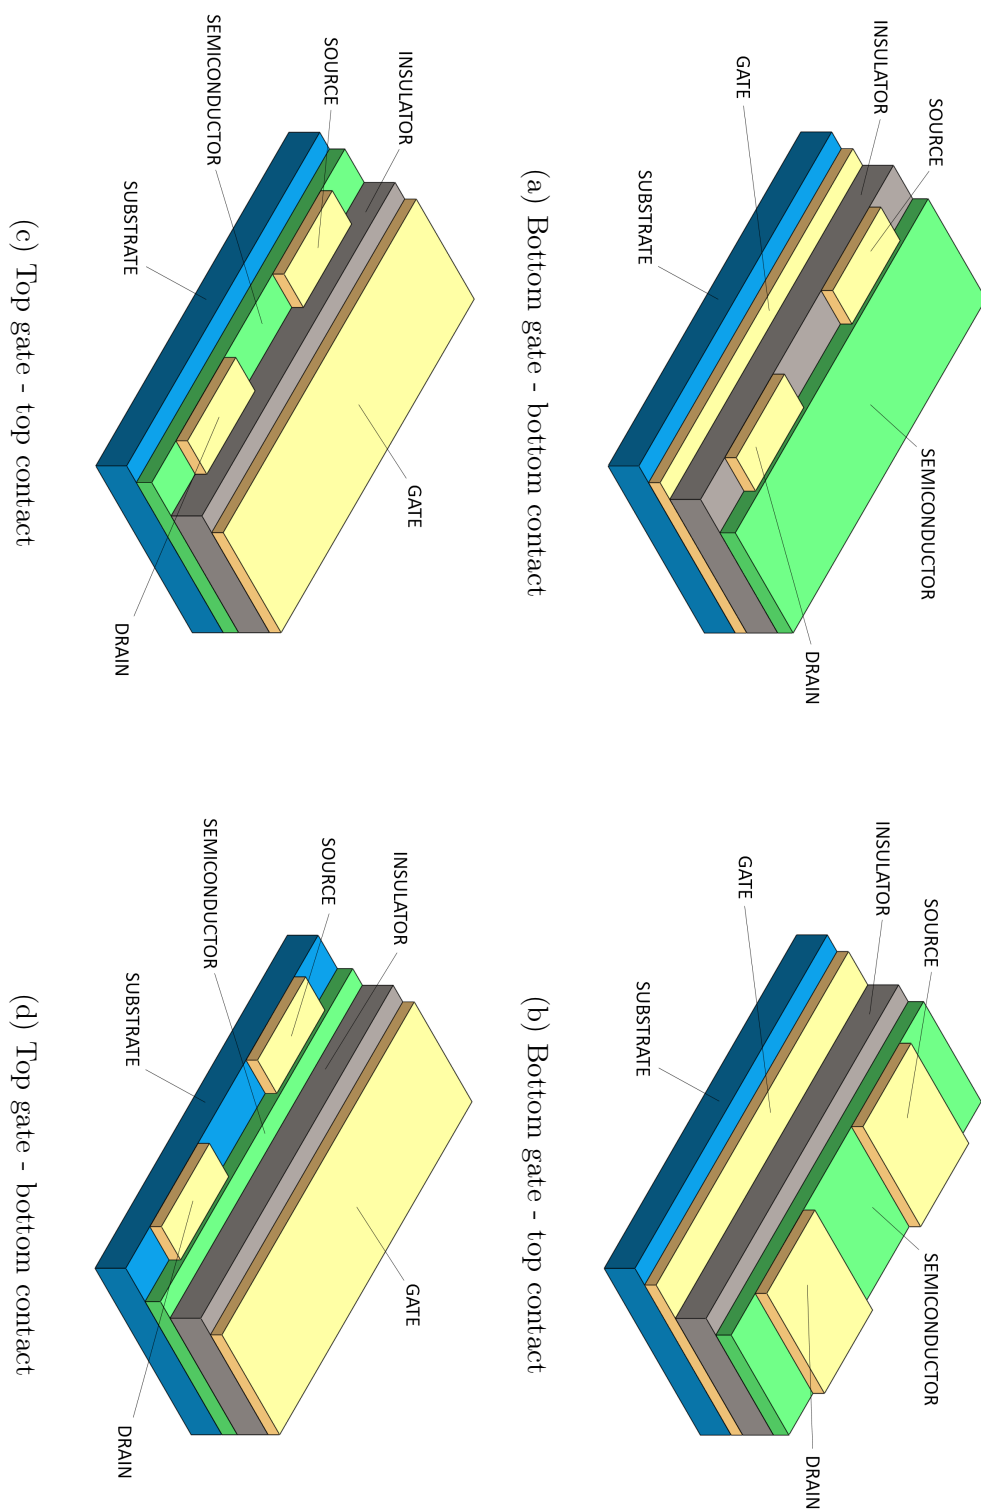 SOURCE
INSULATOR
GATE
SUBSTRATE
SEMICONDUCTOR
DRAIN
(a) Bottom gate - bottom contact
SOURCE
INSULATOR
GATE
SUBSTRATE
SEMICONDUCTOR
DRAIN
(b) Bottom gate - top contact
INSULATOR
SOURCE
SEMICONDUCTOR
SUBSTRATE
GATE
DRAIN
(c) Top gate - top contact
INSULATOR
SOURCE
SEMICONDUCTOR
SUBSTRATE
GATE
DRAIN
(d) Top gate - bottom contact